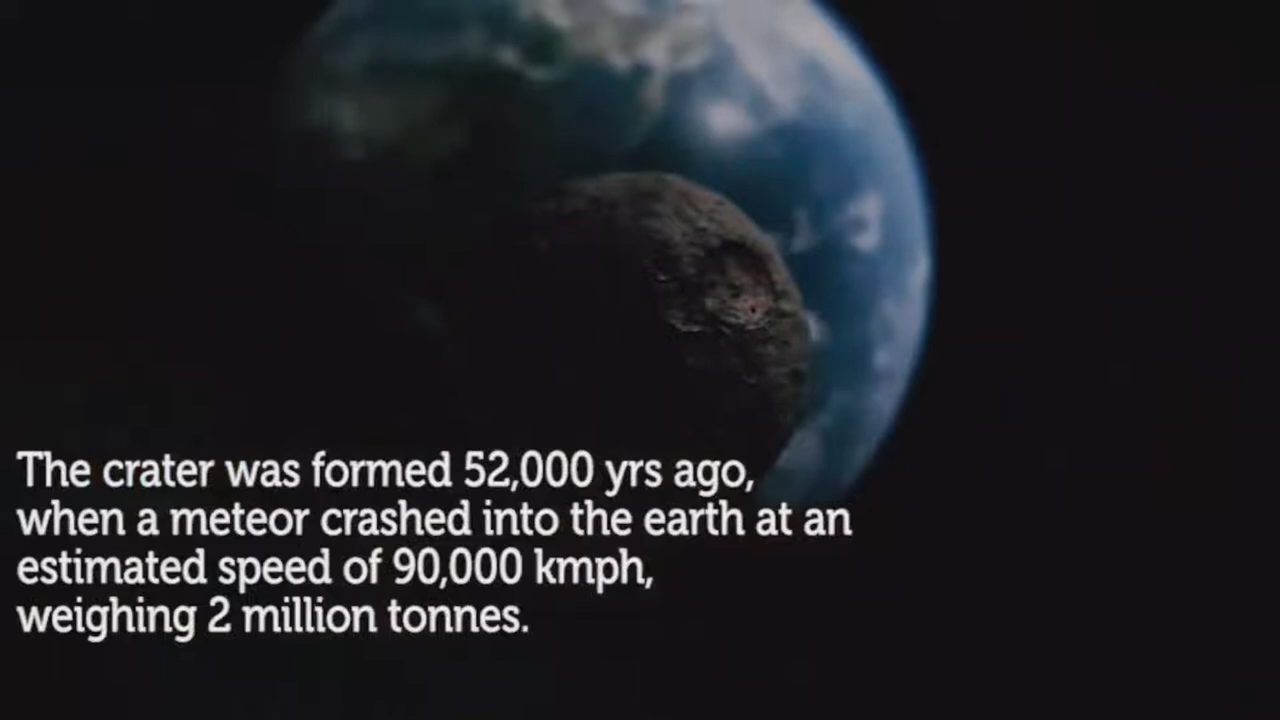 The crater was formed 52,000 yrs ago,
when a meteor crashed into the earth at an
estimated speed of 90,000 kmph,
weighing 2 million tonnes.